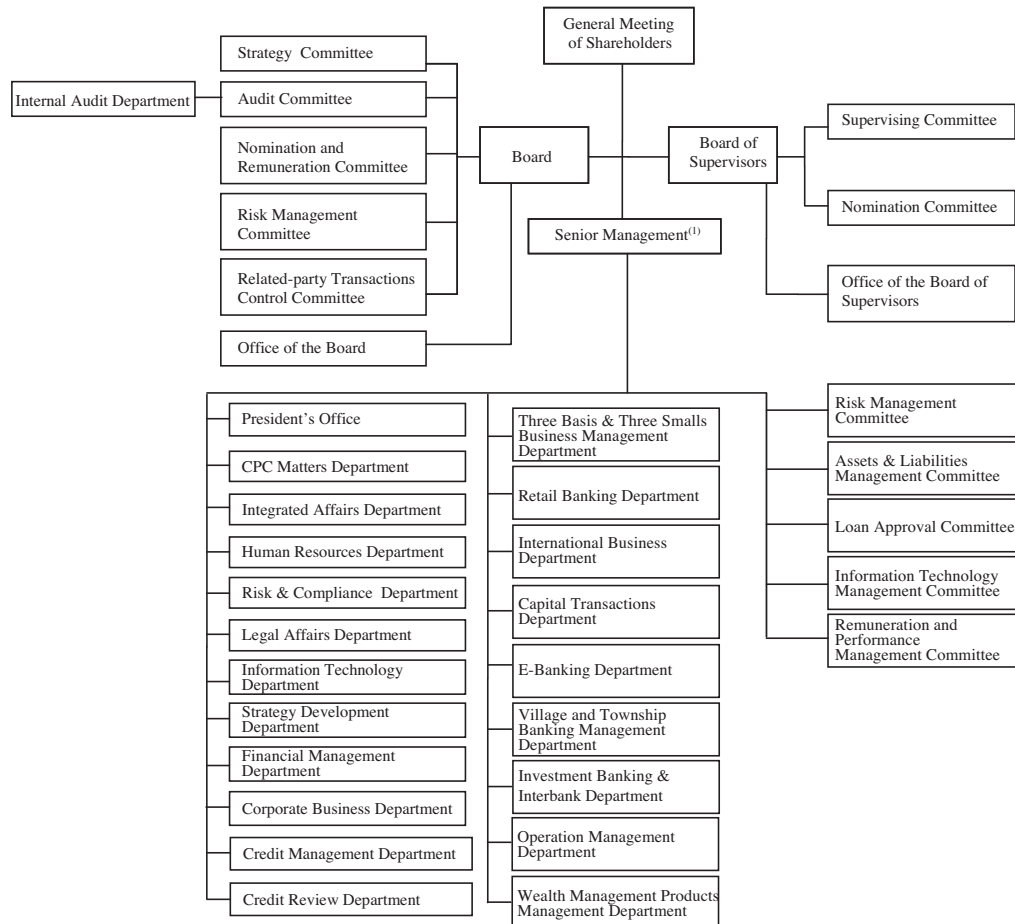 General Meeting
of Shareholders
Strategy Committee
Internal Audit Department
Audit Committee
Nomination and
Remuneration Committee
Risk Management
Committee
Related-party Transactions
Control Committee
Office of the Board
Board
Board of
Supervisors
Supervising Committee
Nomination Committee
Office of the Board of
Supervisors
Senior Management(1)
President's Office
CPC Matters Department
Integrated Affairs Department
Human Resources Department
Risk & Compliance Department
Legal Affairs Department
Information Technology
Department
Strategy Development
Department
Financial Management
Department
Corporate Business Department
Credit Management Department
Credit Review Department
Three Basis & Three Smalls
Business Management
Department
Retail Banking Department
International Business
Department
Capital Transactions
Department
E-Banking Department
Village and Township
Banking Management
Department
Investment Banking &
Interbank Department
Operation Management
Department
Wealth Management Products
Management Department
Risk Management
Committee
Assets & Liabilities
Management Committee
Loan Approval Committee
Information Technology
Management Committee
Remuneration and
Performance
Management Committee